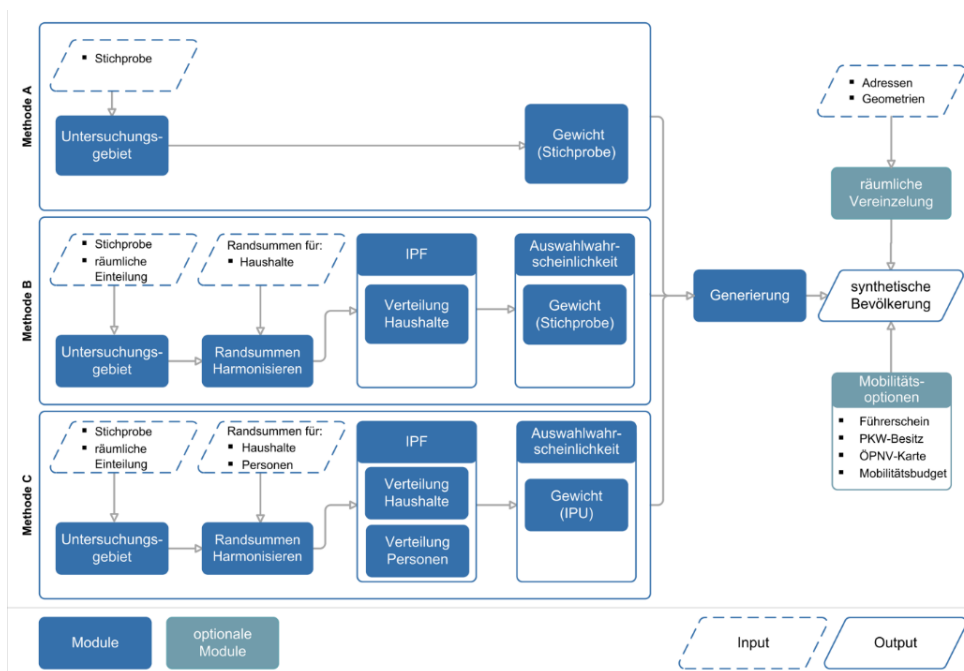 Methode A
▪ Stichprobe
Untersuchungs-
gebiet
Gewicht
(Stichprobe)
Methode B
▪ Stichprobe
▪ räumliche
Einteilung
Randsummen für:
▪ Haushalte
Untersuchungs-
gebiet
Randsummen
Harmonisieren
IPF
Verteilung
Haushalte
Auswahlwahr-
scheinlichkeit
Gewicht
(Stichprobe)
Methode C
▪ Stichprobe
▪ räumliche
Einteilung
Randsummen für:
▪ Haushalte
▪ Personen
Untersuchungs-
gebiet
Randsummen
Harmonisieren
IPF
Verteilung
Haushalte
Verteilung
Personen
Auswahlwahr-
scheinlichkeit
Gewicht
(IPU)
Generierung
▪ Adressen
▪ Geometrien
räumliche
Vereinzelung
synthetische
Bevölkerung
Mobilitäts-
optionen
▪ Führerschein
▪ PKW-Besitz
▪ ÖPNV-Karte
▪ Mobilitätsbudget
Module
optionale
Module
Input
Output